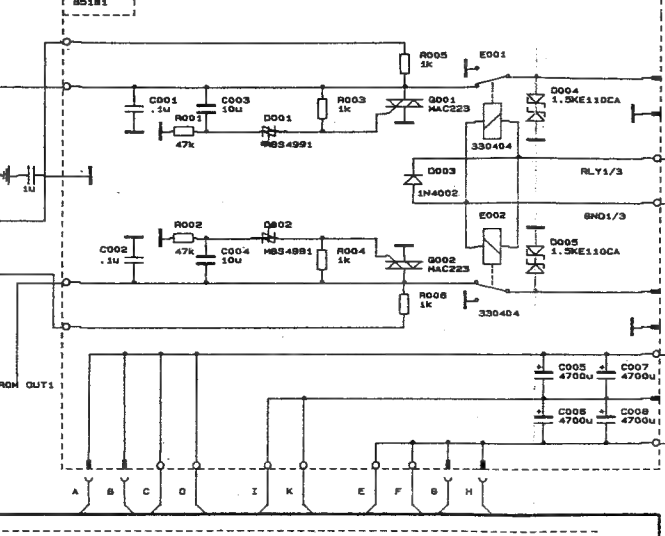 BS1B1
R005
1k
E001
C001
.1U
C003
10U
R001
47k
D001
MBS4991
R003
1k
Q001
MAC223
D004
1.5KE110CA
330404
D003
1N4002
RLY1/3
GND1/3
1U
C002
.1U
R002
47k
C004
10U
D002
MBS4991
R004
1k
Q002
MAC223
E002
D005
1.5KE110CA
R006
1k
330404
OUT1
C005
4700U
C007
4700U
C006
4700U
C008
4700U
A B C D I K E F G H